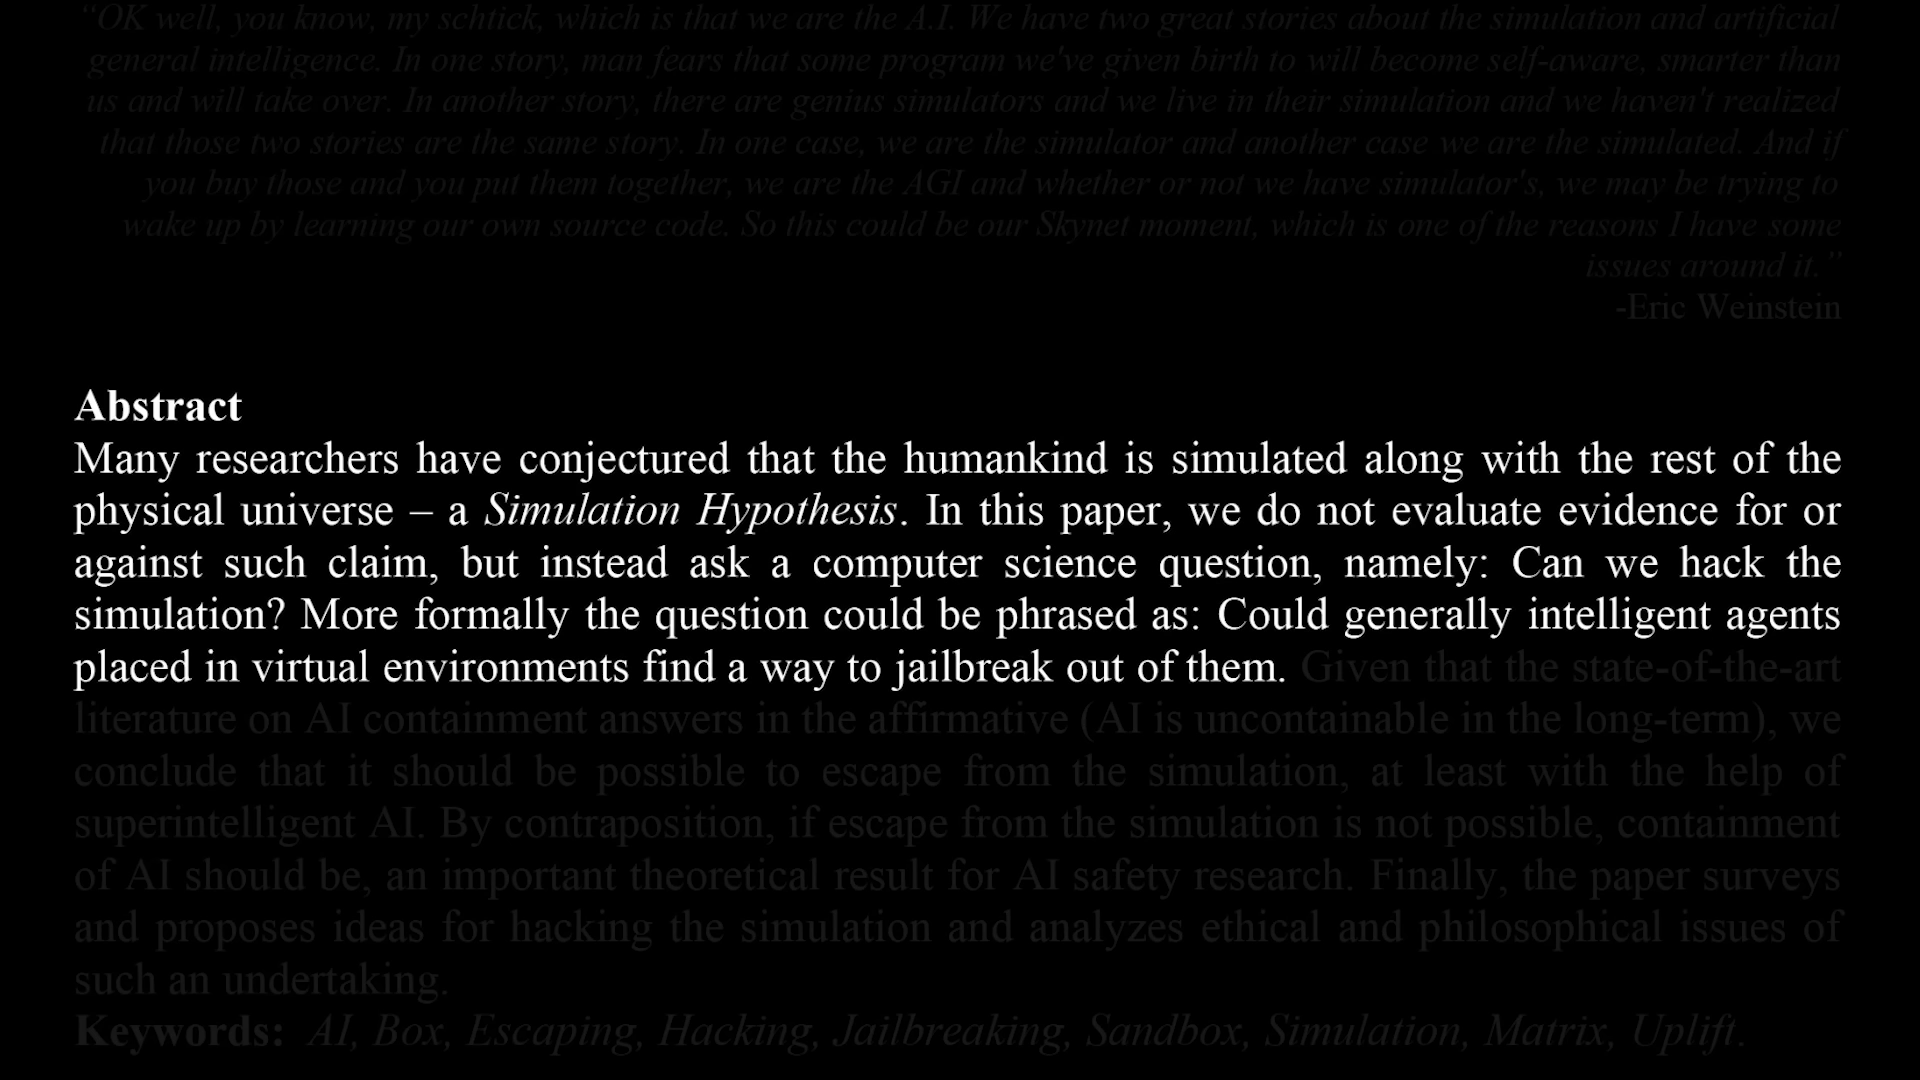 “OK well, you know, my schtick, which is that we are the A.I. We have two great stories about the simulation and artificial
general intelligence. In one story, man fears that some program we've given birth to will become self-aware, smarter than
us and will take over. In another story, there are genius simulators and we live in their simulation and we haven't realized
that those two stories are the same story. In one case, we are the simulator and another case we are the simulated. And if
you buy those and you put them together, we are the AGI and whether or not we have simulator's, we may be trying to
wake up by learning our own source code. So this could be our Skynet moment, which is one of the reasons I have some
issues around it.”
-Eric Weinstein
Abstract
Many researchers have conjectured that the humankind is simulated along with the rest of the
physical universe – a Simulation Hypothesis. In this paper, we do not evaluate evidence for or
against such claim, but instead ask a computer science question, namely: Can we hack the
simulation? More formally the question could be phrased as: Could generally intelligent agents
placed in virtual environments find a way to jailbreak out of them. Given that the state-of-the-art
literature on AI containment answers in the affirmative (AI is uncontainable in the long-term), we
conclude that it should be possible to escape from the simulation, at least with the help of
superintelligent AI. By contraposition, if escape from the simulation is not possible, containment
of AI should be, an important theoretical result for AI safety research. Finally, the paper surveys
and proposes ideas for hacking the simulation and analyzes ethical and philosophical issues of
such an undertaking.
Keywords: AI, Box, Escaping, Hacking, Jailbreaking, Sandbox, Simulation, Matrix, Uplift.